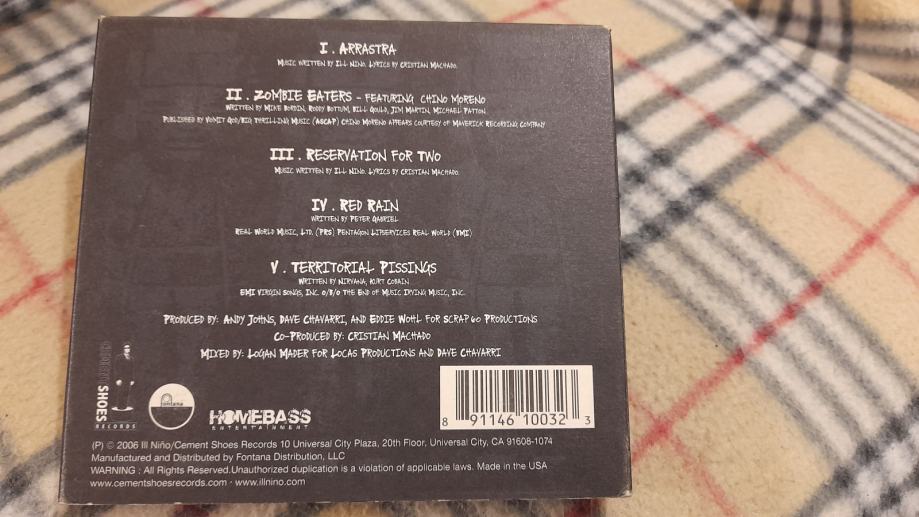 I. ARRASTRA
MUSIC WRITTEN BY ILL NINO. LYRICS BY CRISTIAN MACHADO.
II. ZOMBIE EATERS – FEATURING CHINO MORENO
WRITTEN BY MIKE BORDIN, RODDY BOTTUM, BILL GOULD, JIM MARTIN, MICHAEL PATTON
PUBLISHED BY VOMIT GOD/BIG THRILLING MUSIC (ASCAP) CHINO MORENO APPEARS COURTESY OF MAVERICK RECORDING COMPANY
III. RESERVATION FOR TWO
MUSIC WRITTEN BY ILL NINO. LYRICS BY CRISTIAN MACHADO.
IV. RED RAIN
WRITTEN BY PETER GABRIEL
REAL WORLD MUSIC, LTD. (PRS) PENTAGON LIPSERVICES REAL WORLD (BMI)
V. TERRITORIAL PISSINGS
WRITTEN BY NIRVANA, KURT COBAIN
EMI VIRGIN SONGS, INC. O/B/O THE END OF MUSIC IRVING MUSIC, INC.
PRODUCED BY: ANDY JOHNS, DAVE CHAVARRI, AND EDDIE WOHL FOR SCRAP 60 PRODUCTIONS
CO-PRODUCED BY: CRISTIAN MACHADO
MIXED BY: LOGAN MADER FOR LOCAS PRODUCTIONS AND DAVE CHAVARRI
SHOES
RECORDS
fontana
HOMEBASS
ENTERTAINMENT
8 91146 10032 3
(P) © 2006 Ill Niño/Cement Shoes Records 10 Universal City Plaza, 20th Floor, Universal City, CA 91608-1074
Manufactured and Distributed by Fontana Distribution, LLC
WARNING : All Rights Reserved.Unauthorized duplication is a violation of applicable laws. Made in the USA
www.cementshoesrecords.com · www.illnino.com